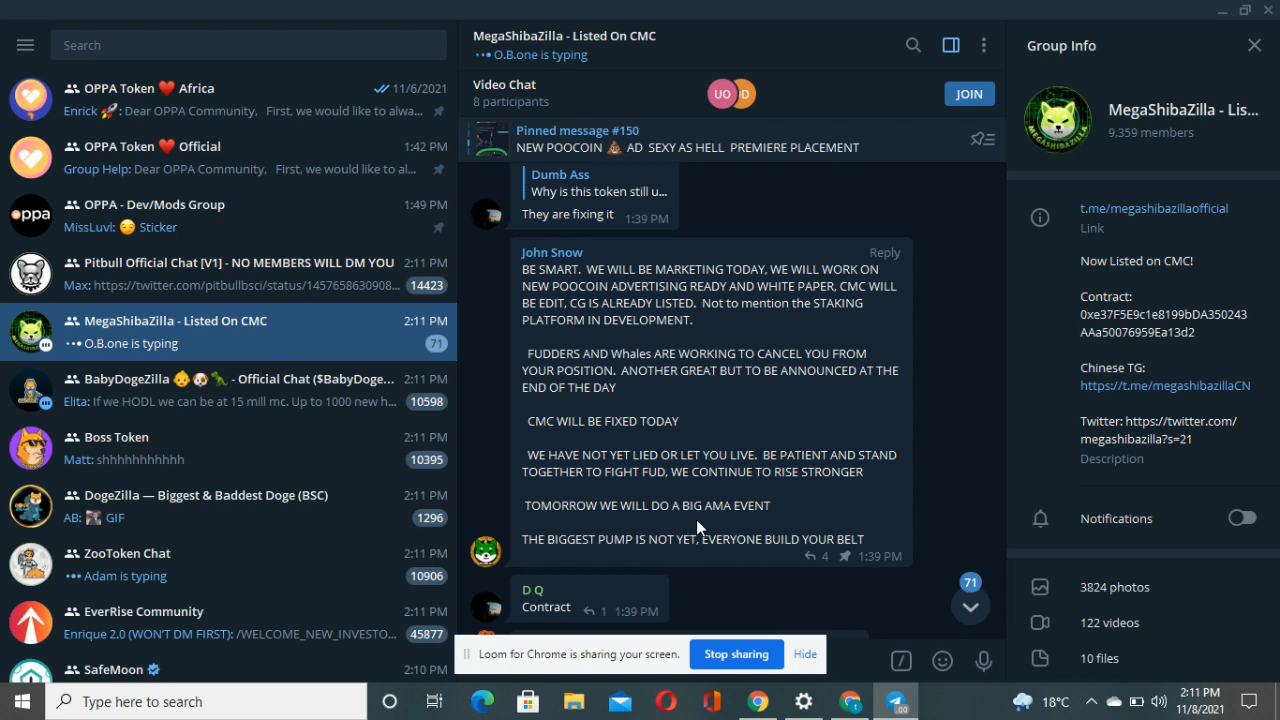 Search
OPPA Token ❤️ Africa
11/6/2021
Enrick 🚀: Dear OPPA Community, First, we would like to alwa...
OPPA Token ❤️ Official
1:42 PM
Group Help: Dear OPPA Community, First, we would like to al...
oppa
OPPA - Dev/Mods Group
1:49 PM
MissLuvl: 😏 Sticker
Pitbull Official Chat [V1] - NO MEMBERS WILL DM YOU
2:11 PM
Max: https://twitter.com/pitbullbsci/status/1457658630908...
14423
MegaShibaZilla - Listed On CMC
2:11 PM
O.B.one is typing
71
BabyDogeZilla 👶🐶🦖 - Official Chat ($BabyDoge...
2:11 PM
Elita: If we HODL we can be at 15 mill mc. Up to 1000 new h...
10598
Boss Token
2:11 PM
Matt: shhhhhhhhhhh
10395
DogeZilla — Biggest & Baddest Doge (BSC)
2:11 PM
AB: GIF
1296
ZooToken Chat
2:11 PM
Adam is typing
10906
EverRise Community
2:11 PM
Enrique 2.0 (WON'T DM FIRST): /WELCOME_NEW_INVESTO...
45877
SafeMoon
2:10 PM
MegaShibaZilla - Listed On CMC
O.B.one is typing
Video Chat
8 participants
UO
D
JOIN
Pinned message #150
NEW POOCOIN 💩 AD SEXY AS HELL PREMIERE PLACEMENT
Dumb Ass
Why is this token still u...
They are fixing it 1:39 PM
John Snow
Reply
BE SMART. WE WILL BE MARKETING TODAY, WE WILL WORK ON
NEW POOCOIN ADVERTISING READY AND WHITE PAPER, CMC WILL
BE EDIT, CG IS ALREADY LISTED. Not to mention the STAKING
PLATFORM IN DEVELOPMENT.
FUDDERS AND Whales ARE WORKING TO CANCEL YOU FROM
YOUR POSITION. ANOTHER GREAT BUT TO BE ANNOUNCED AT THE
END OF THE DAY
CMC WILL BE FIXED TODAY
WE HAVE NOT YET LIED OR LET YOU LIVE. BE PATIENT AND STAND
TOGETHER TO FIGHT FUD, WE CONTINUE TO RISE STRONGER
TOMORROW WE WILL DO A BIG AMA EVENT
THE BIGGEST PUMP IS NOT YET, EVERYONE BUILD YOUR BELT
4 1:39 PM
D Q
Contract 1 1:39 PM
71
Loom for Chrome is sharing your screen.
Stop sharing
Hide
Group Info
MEGASHIBAZILLA
MegaShibaZilla - Lis...
9,359 members
t.me/megashibazillaofficial
Link
Now Listed on CMC!
Contract:
0xe37F5E9c1e8199bDA350243
AAa50076959Ea13d2
Chinese TG:
https://t.me/megashibazillaCN
Twitter: https://twitter.com/
megashibazilla?s=21
Description
Notifications
3824 photos
122 videos
10 files
Type here to search
18°C
2:11 PM
11/8/2021